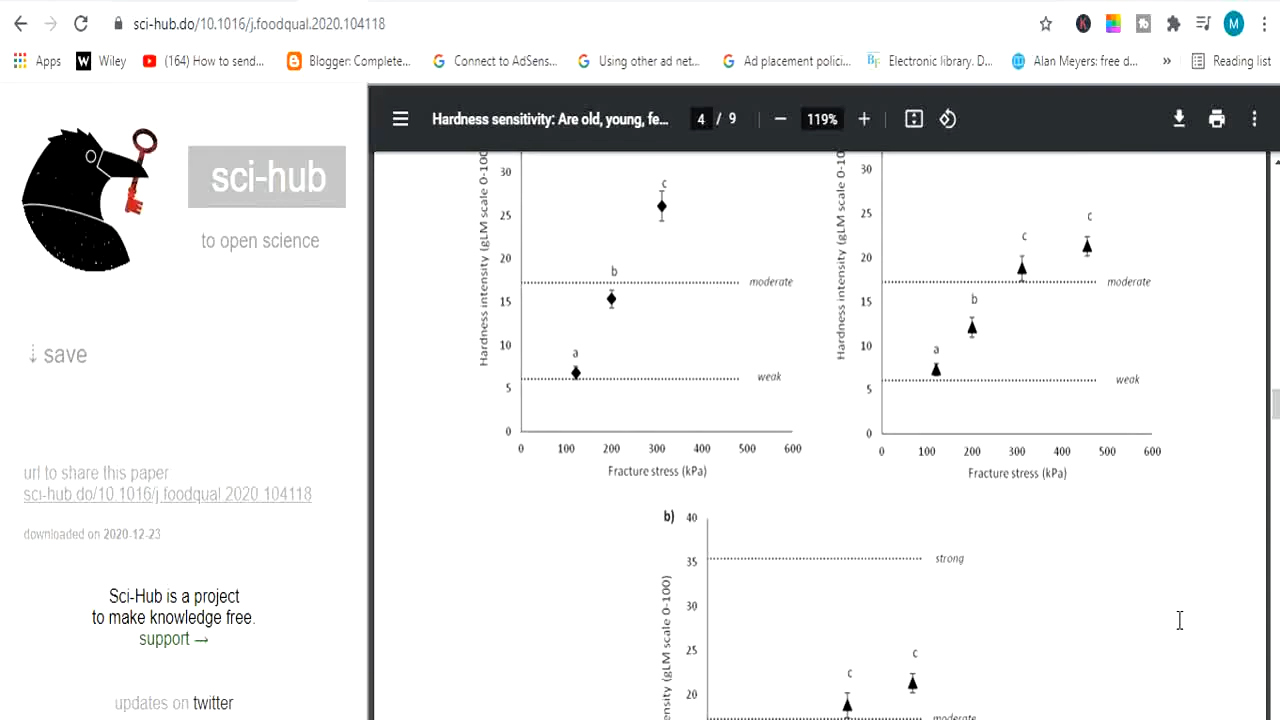 sci-hub.do/10.1016/j.foodqual.2020.104118
M
Apps
W Wiley
(164) How to send...
Blogger: Complete...
Connect to AdSens...
Using other ad net...
Ad placement polici...
Electronic library. D...
Alan Meyers: free d...
»
Reading list
Hardness sensitivity: Are old, young, fe...
4 / 9
119%
sci-hub
to open science
↓ save
url to share this paper
sci-hub.do/10.1016/j.foodqual.2020.104118
downloaded on 2020-12-23
Sci-Hub is a project
to make knowledge free.
support →
updates on twitter
Hardness intensity (gLM scale 0-100
30
25
20
15
10
5
0
c
b
a
moderate
weak
0 100 200 300 400 500 600
Fracture stress (kPa)
Hardness intensity (gLM scale 0-10
30
25
20
15
10
5
0
c
c
b
a
moderate
weak
0 100 200 300 400 500 600
Fracture stress (kPa)
b)
40
35
30
25
20
strong
c
c
moderate
ensity (gLM scale 0-100)